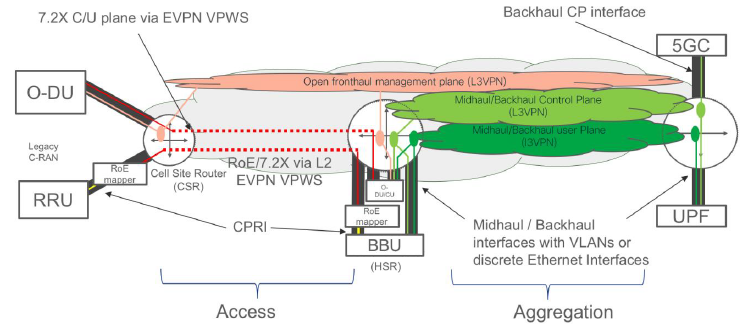 7.2X C/U plane via EVPN VPWS
Backhaul CP interface
5GC
Open fronthaul management plane (L3VPN)
O-DU
Midhaul/Backhaul Control Plane
(L3VPN)
Midhaul/Backhaul user Plane
(l3VPN)
Legacy
C-RAN
RoE
mapper
Cell Site Router
(CSR)
RoE/7.2X via L2
EVPN VPWS
O-
DU/CU
RRU
RoE
mapper
CPRI
BBU
(HSR)
Midhaul / Backhaul
interfaces with VLANs or
discrete Ethernet Interfaces
UPF
Access
Aggregation